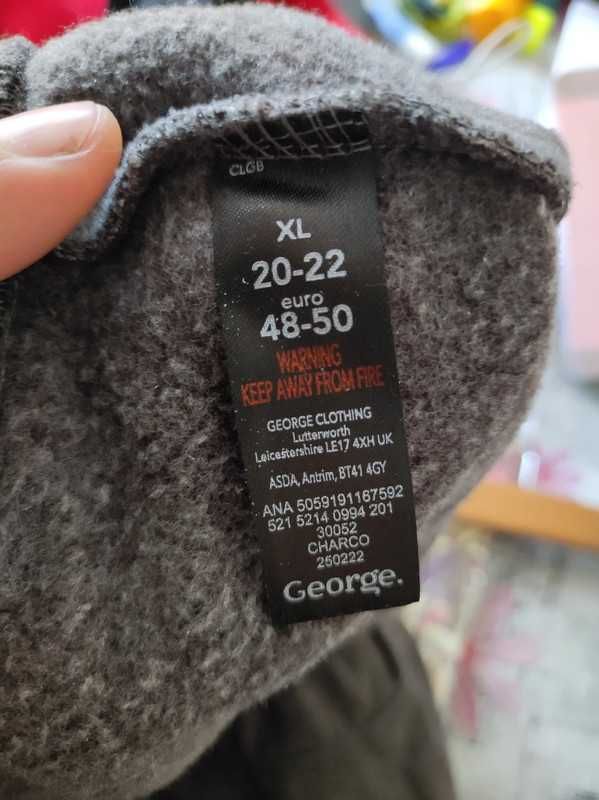 CLGB
XL
20-22
euro
48-50
WARNING
KEEP AWAY FROM FIRE
GEORGE CLOTHING
Lutterworth
Leicestershire LE17 4XH UK
ASDA, Antrim, BT41 4GY
ANA 5059191167592
521 5214 0994 201
30052
CHARCO
250222
George.